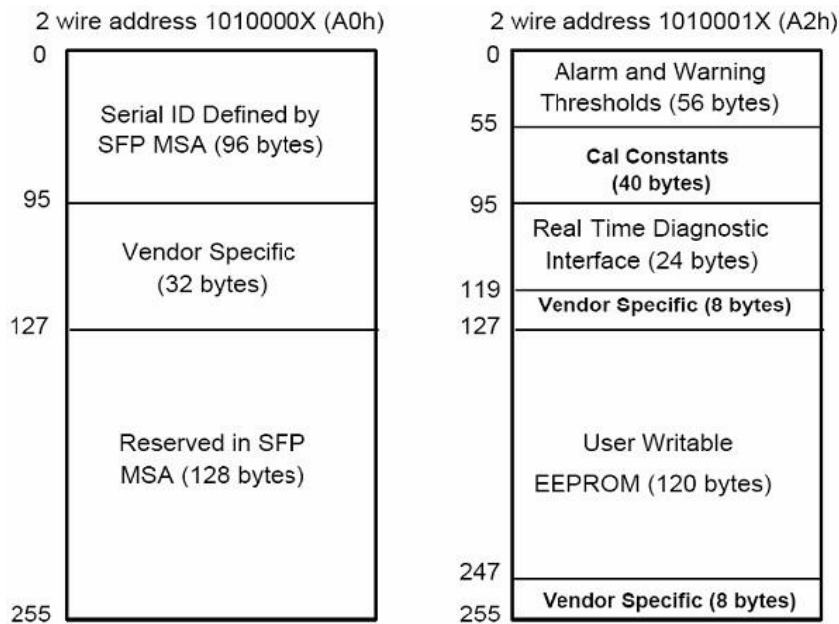 2 wire address 1010000X (A0h)
0
Serial ID Defined by
SFP MSA (96 bytes)
95
Vendor Specific
(32 bytes)
127
Reserved in SFP
MSA (128 bytes)
255
2 wire address 1010001X (A2h)
0
Alarm and Warning
Thresholds (56 bytes)
55
Cal Constants
(40 bytes)
95
Real Time Diagnostic
Interface (24 bytes)
119
Vendor Specific (8 bytes)
127
User Writable
EEPROM (120 bytes)
247
Vendor Specific (8 bytes)
255